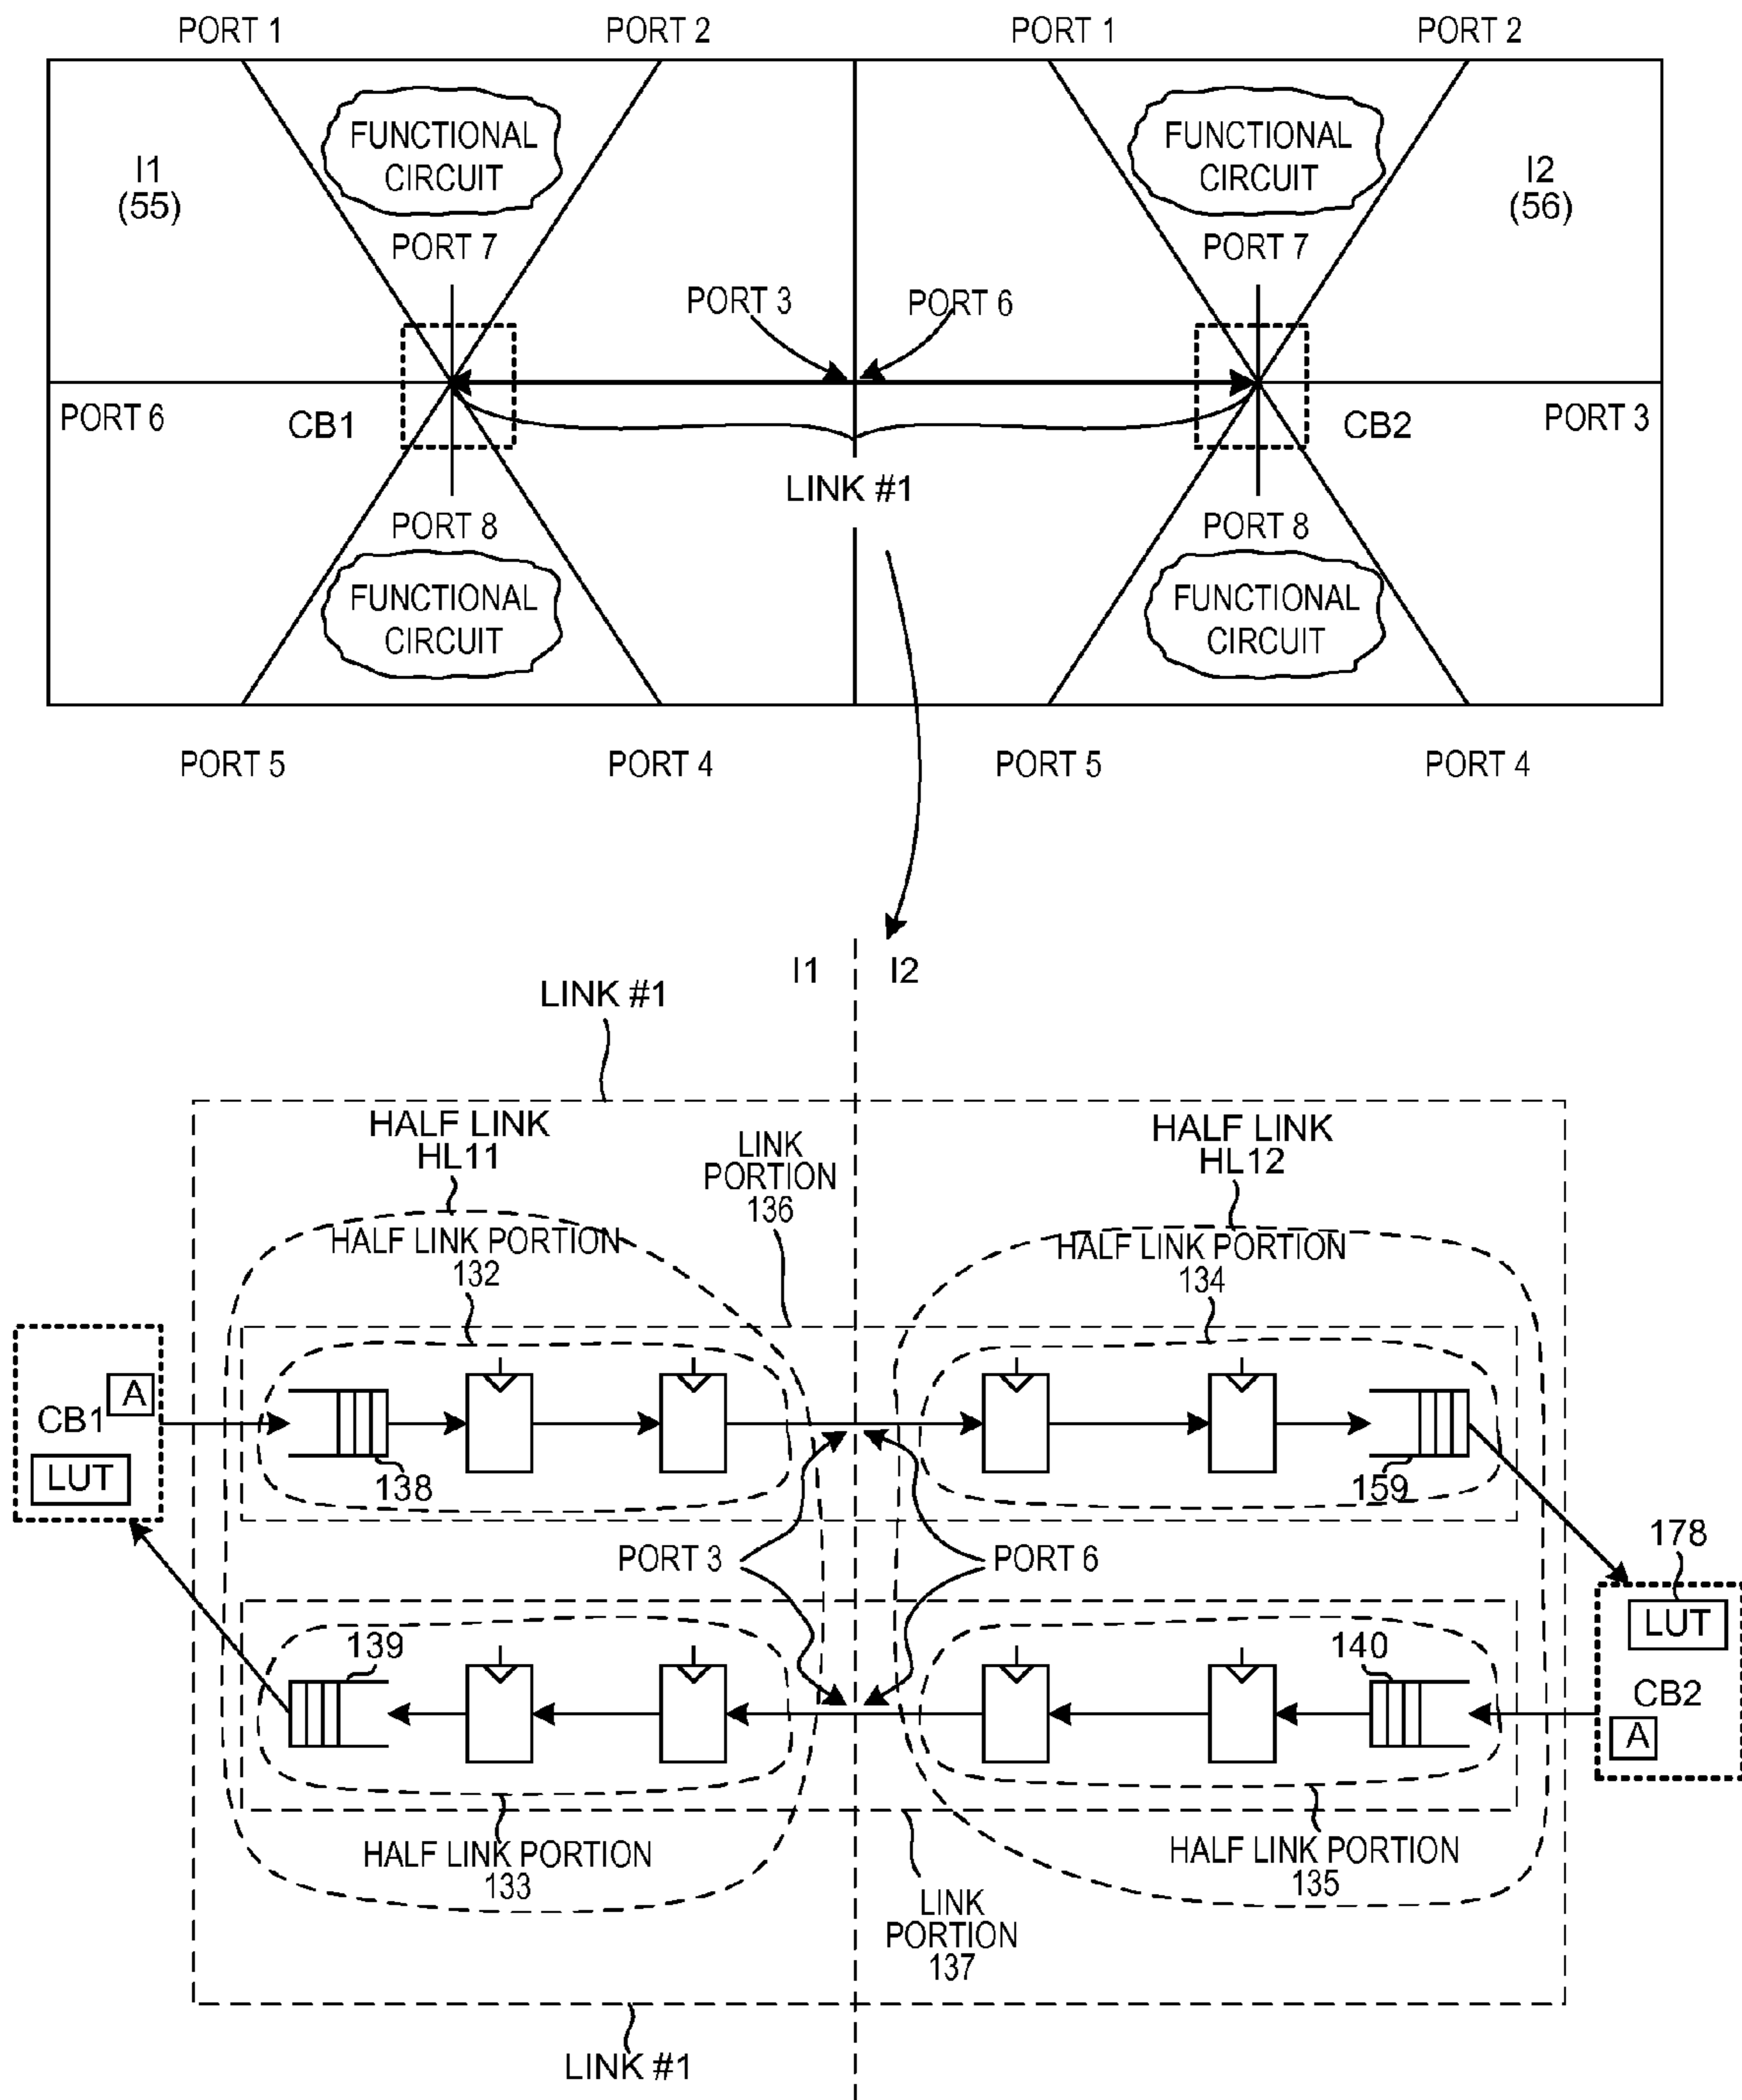 PORT 1
PORT 2
PORT 1
PORT 2
FUNCTIONAL
CIRCUIT
FUNCTIONAL
CIRCUIT
I1
(55)
I2
(56)
PORT 7
PORT 7
PORT 3
PORT 6
PORT 6
CB1
CB2
PORT 3
LINK #1
PORT 8
PORT 8
FUNCTIONAL
CIRCUIT
FUNCTIONAL
CIRCUIT
PORT 5
PORT 4
PORT 5
PORT 4
I1
I2
LINK #1
HALF LINK
HL11
LINK
PORTION
136
HALF LINK
HL12
HALF LINK PORTION
132
HALF LINK PORTION
134
A
CB1
LUT
138
159
PORT 3
PORT 6
178
LUT
CB2
A
139
140
HALF LINK PORTION
133
HALF LINK PORTION
135
LINK
PORTION
137
LINK #1